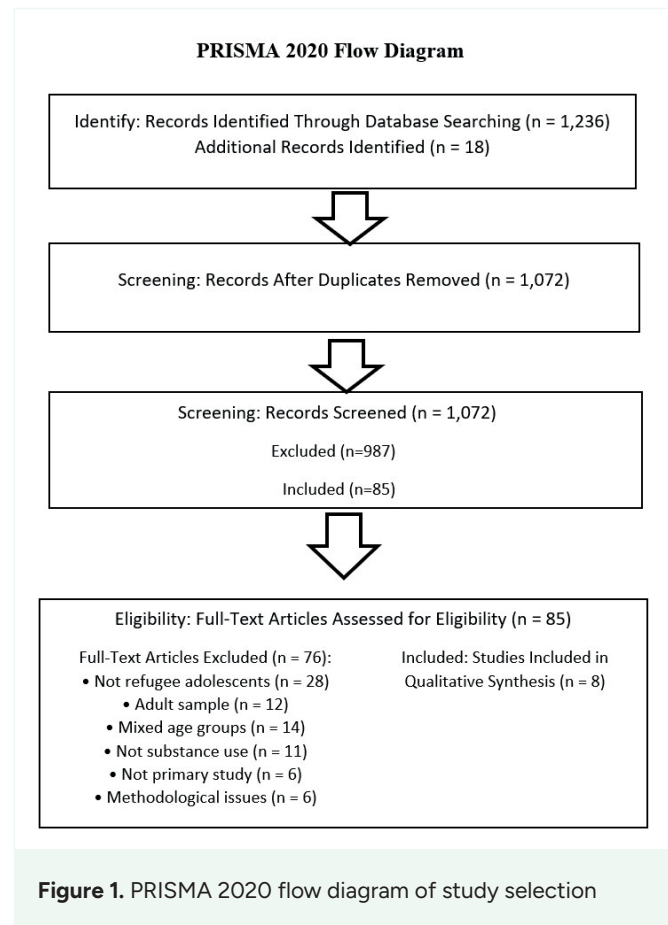 PRISMA 2020 Flow Diagram
Identify: Records Identified Through Database Searching (n = 1,236)
Additional Records Identified (n = 18)
Screening: Records After Duplicates Removed (n = 1,072)
Screening: Records Screened (n = 1,072)
Excluded (n=987)
Included (n=85)
Eligibility: Full-Text Articles Assessed for Eligibility (n = 85)
Full-Text Articles Excluded (n = 76):
• Not refugee adolescents (n = 28)
• Adult sample (n = 12)
• Mixed age groups (n = 14)
• Not substance use (n = 11)
• Not primary study (n = 6)
• Methodological issues (n = 6)
Included: Studies Included in
Qualitative Synthesis (n = 8)
Figure 1. PRISMA 2020 flow diagram of study selection